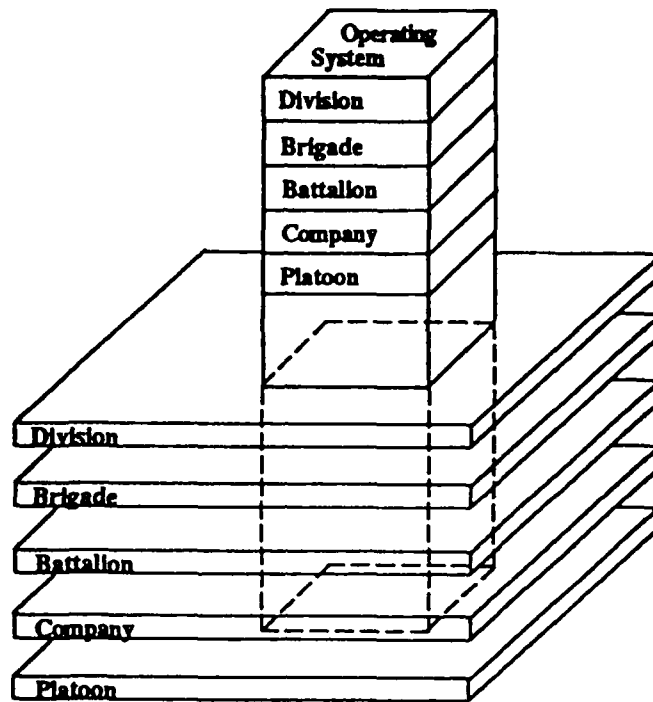 Operating
System
Division
Brigade
Battalion
Company
Platoon
Division
Brigade
Battalion
Company
Platoon